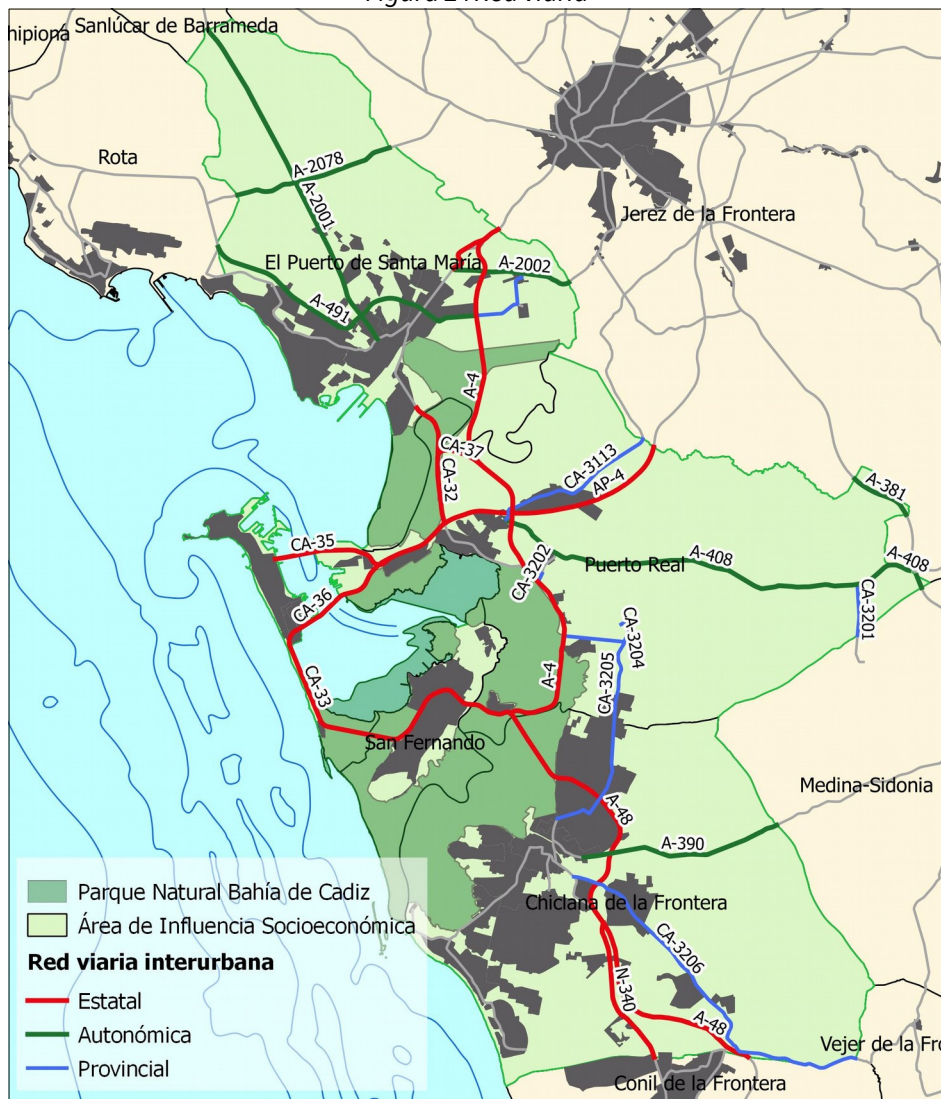 hipiona
Sanlúcar de Barrameda
Rota
A-2078
A-2001
Jerez de la Frontera
El Puerto de Santa María
A-2002
A-491
A-4
CA-37
CA-32
CA-3113
AP-4
A-381
CA-35
CA-3202
Puerto Real
A-408
A-408
CA-36
CA-3201
CA-3204
CA-3205
CA-33
A-4
San Fernando
Medina-Sidonia
A-48
A-390
Chiclana de la Frontera
CA-3206
N-340
A-48
Vejer de la Fro
Conil de la Frontera
Parque Natural Bahía de Cadiz
Área de Influencia Socioeconómica
Red viaria interurbana
Estatal
Autonómica
Provincial